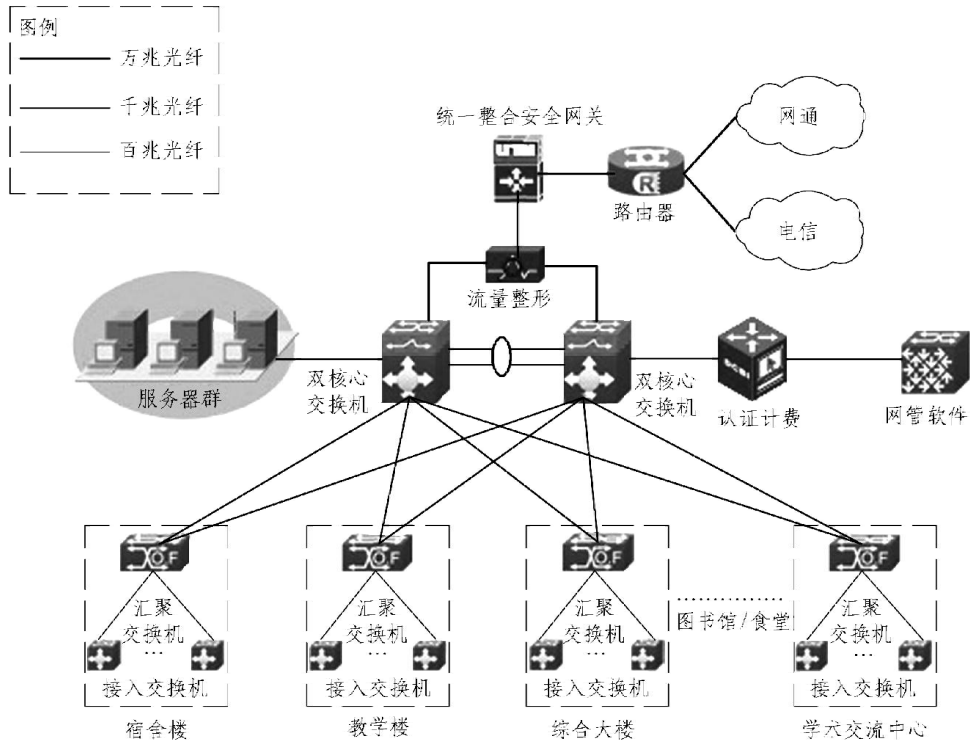 图例
万兆光纤
千兆光纤
百兆光纤
统一整合安全网关
网通
R
路由器
电信
流量整形
服务器群
双核心
交换机
双核心
交换机
认证计费
网管软件
F
汇聚
交换机
...
接入交换机
宿舍楼
F
汇聚
交换机
...
接入交换机
教学楼
F
汇聚
交换机
...
接入交换机
综合大楼
图书馆/食堂
F
汇聚
交换机
...
接入交换机
学术交流中心